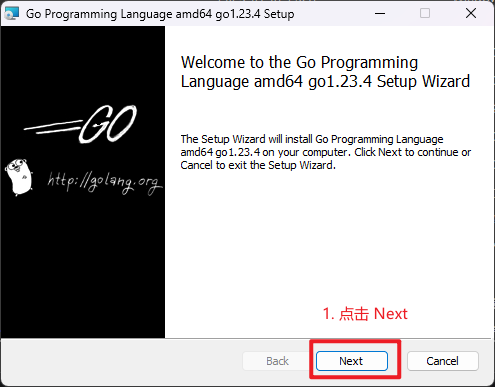 Go Programming Language amd64 go1.23.4 Setup
Welcome to the Go Programming
Language amd64 go1.23.4 Setup Wizard
GO
http://golang.org
The Setup Wizard will install Go Programming Language
amd64 go1.23.4 on your computer. Click Next to continue or
Cancel to exit the Setup Wizard.
1. 点击 Next
Back
Next
Cancel